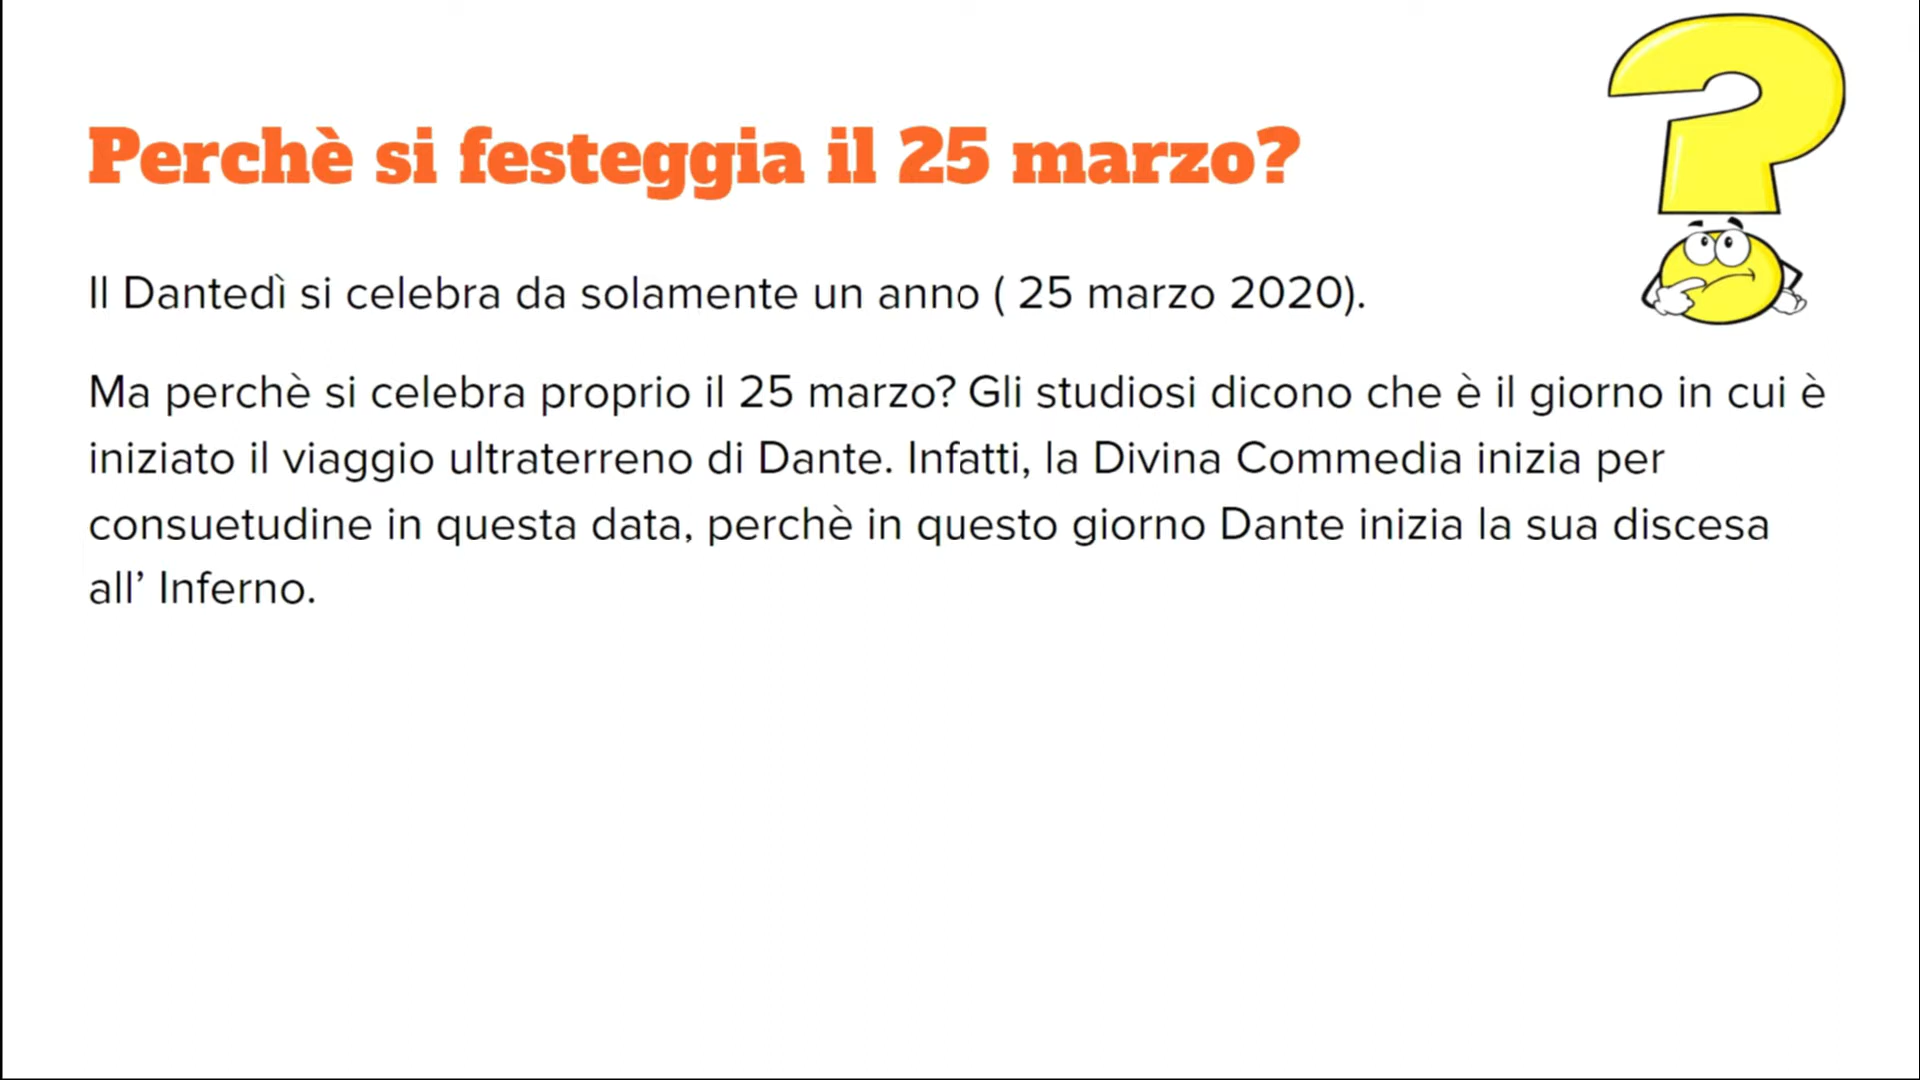 Perchè si festeggia il 25 marzo?
Il Dantedì si celebra da solamente un anno ( 25 marzo 2020).
Ma perchè si celebra proprio il 25 marzo? Gli studiosi dicono che è il giorno in cui è
iniziato il viaggio ultraterreno di Dante. Infatti, la Divina Commedia inizia per
consuetudine in questa data, perchè in questo giorno Dante inizia la sua discesa
all’ Inferno.